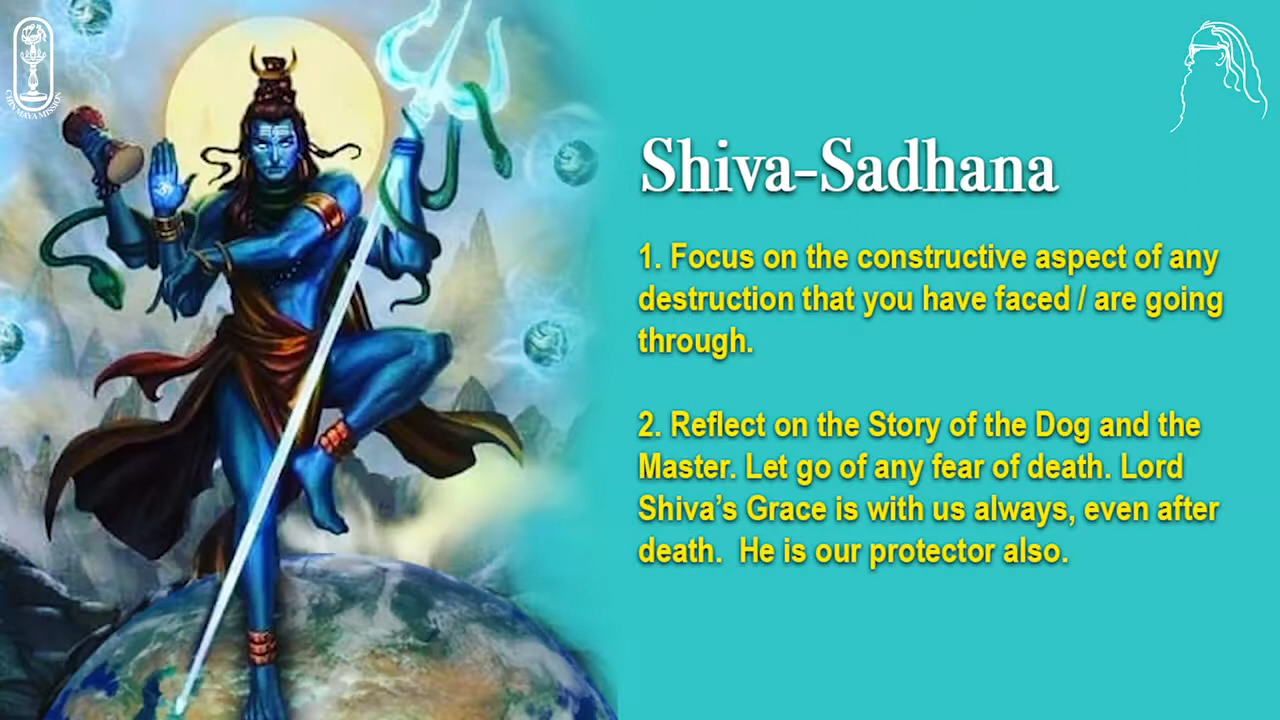 CHINMAYA MISSION
Shiva-Sadhana
1. Focus on the constructive aspect of any
destruction that you have faced / are going
through.
2. Reflect on the Story of the Dog and the
Master. Let go of any fear of death. Lord
Shiva’s Grace is with us always, even after
death. He is our protector also.
ॐ